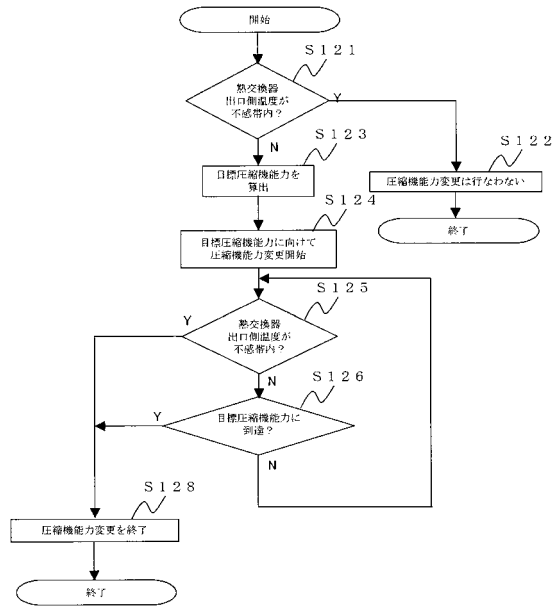 開始
S121
熱交換器
出口側温度が
不感帯内?
Y
N
S123
目標圧縮機能力を
算出
S122
圧縮機能力変更は行なわない
終了
S124
目標圧縮機能力に向けて
圧縮機能力変更開始
S125
Y
熱交換器
出口側温度が
不感帯内?
N
S126
Y
目標圧縮機能力に
到達?
N
S128
圧縮機能力変更を終了
終了